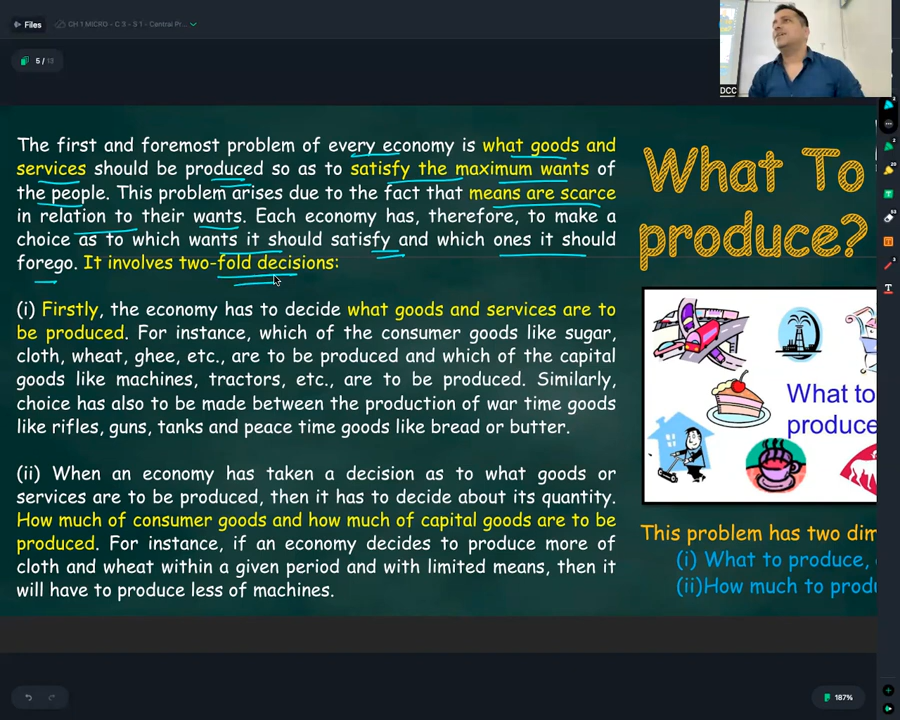 Files
CH 1 MICRO - C 3 - S 1 - Central Pr...
5 / 13
DCC
The first and foremost problem of every economy is what goods and
services should be produced so as to satisfy the maximum wants of
the people. This problem arises due to the fact that means are scarce
in relation to their wants. Each economy has, therefore, to make a
choice as to which wants it should satisfy and which ones it should
forego. It involves two-fold decisions:
(i) Firstly, the economy has to decide what goods and services are to
be produced. For instance, which of the consumer goods like sugar,
cloth, wheat, ghee, etc., are to be produced and which of the capital
goods like machines, tractors, etc., are to be produced. Similarly,
choice has also to be made between the production of war time goods
like rifles, guns, tanks and peace time goods like bread or butter.
(ii) When an economy has taken a decision as to what goods or
services are to be produced, then it has to decide about its quantity.
How much of consumer goods and how much of capital goods are to be
produced. For instance, if an economy decides to produce more of
cloth and wheat within a given period and with limited means, then it
will have to produce less of machines.
What To
produce?
What to
produce
This problem has two dim
(i) What to produce,
(ii)How much to produ
187%